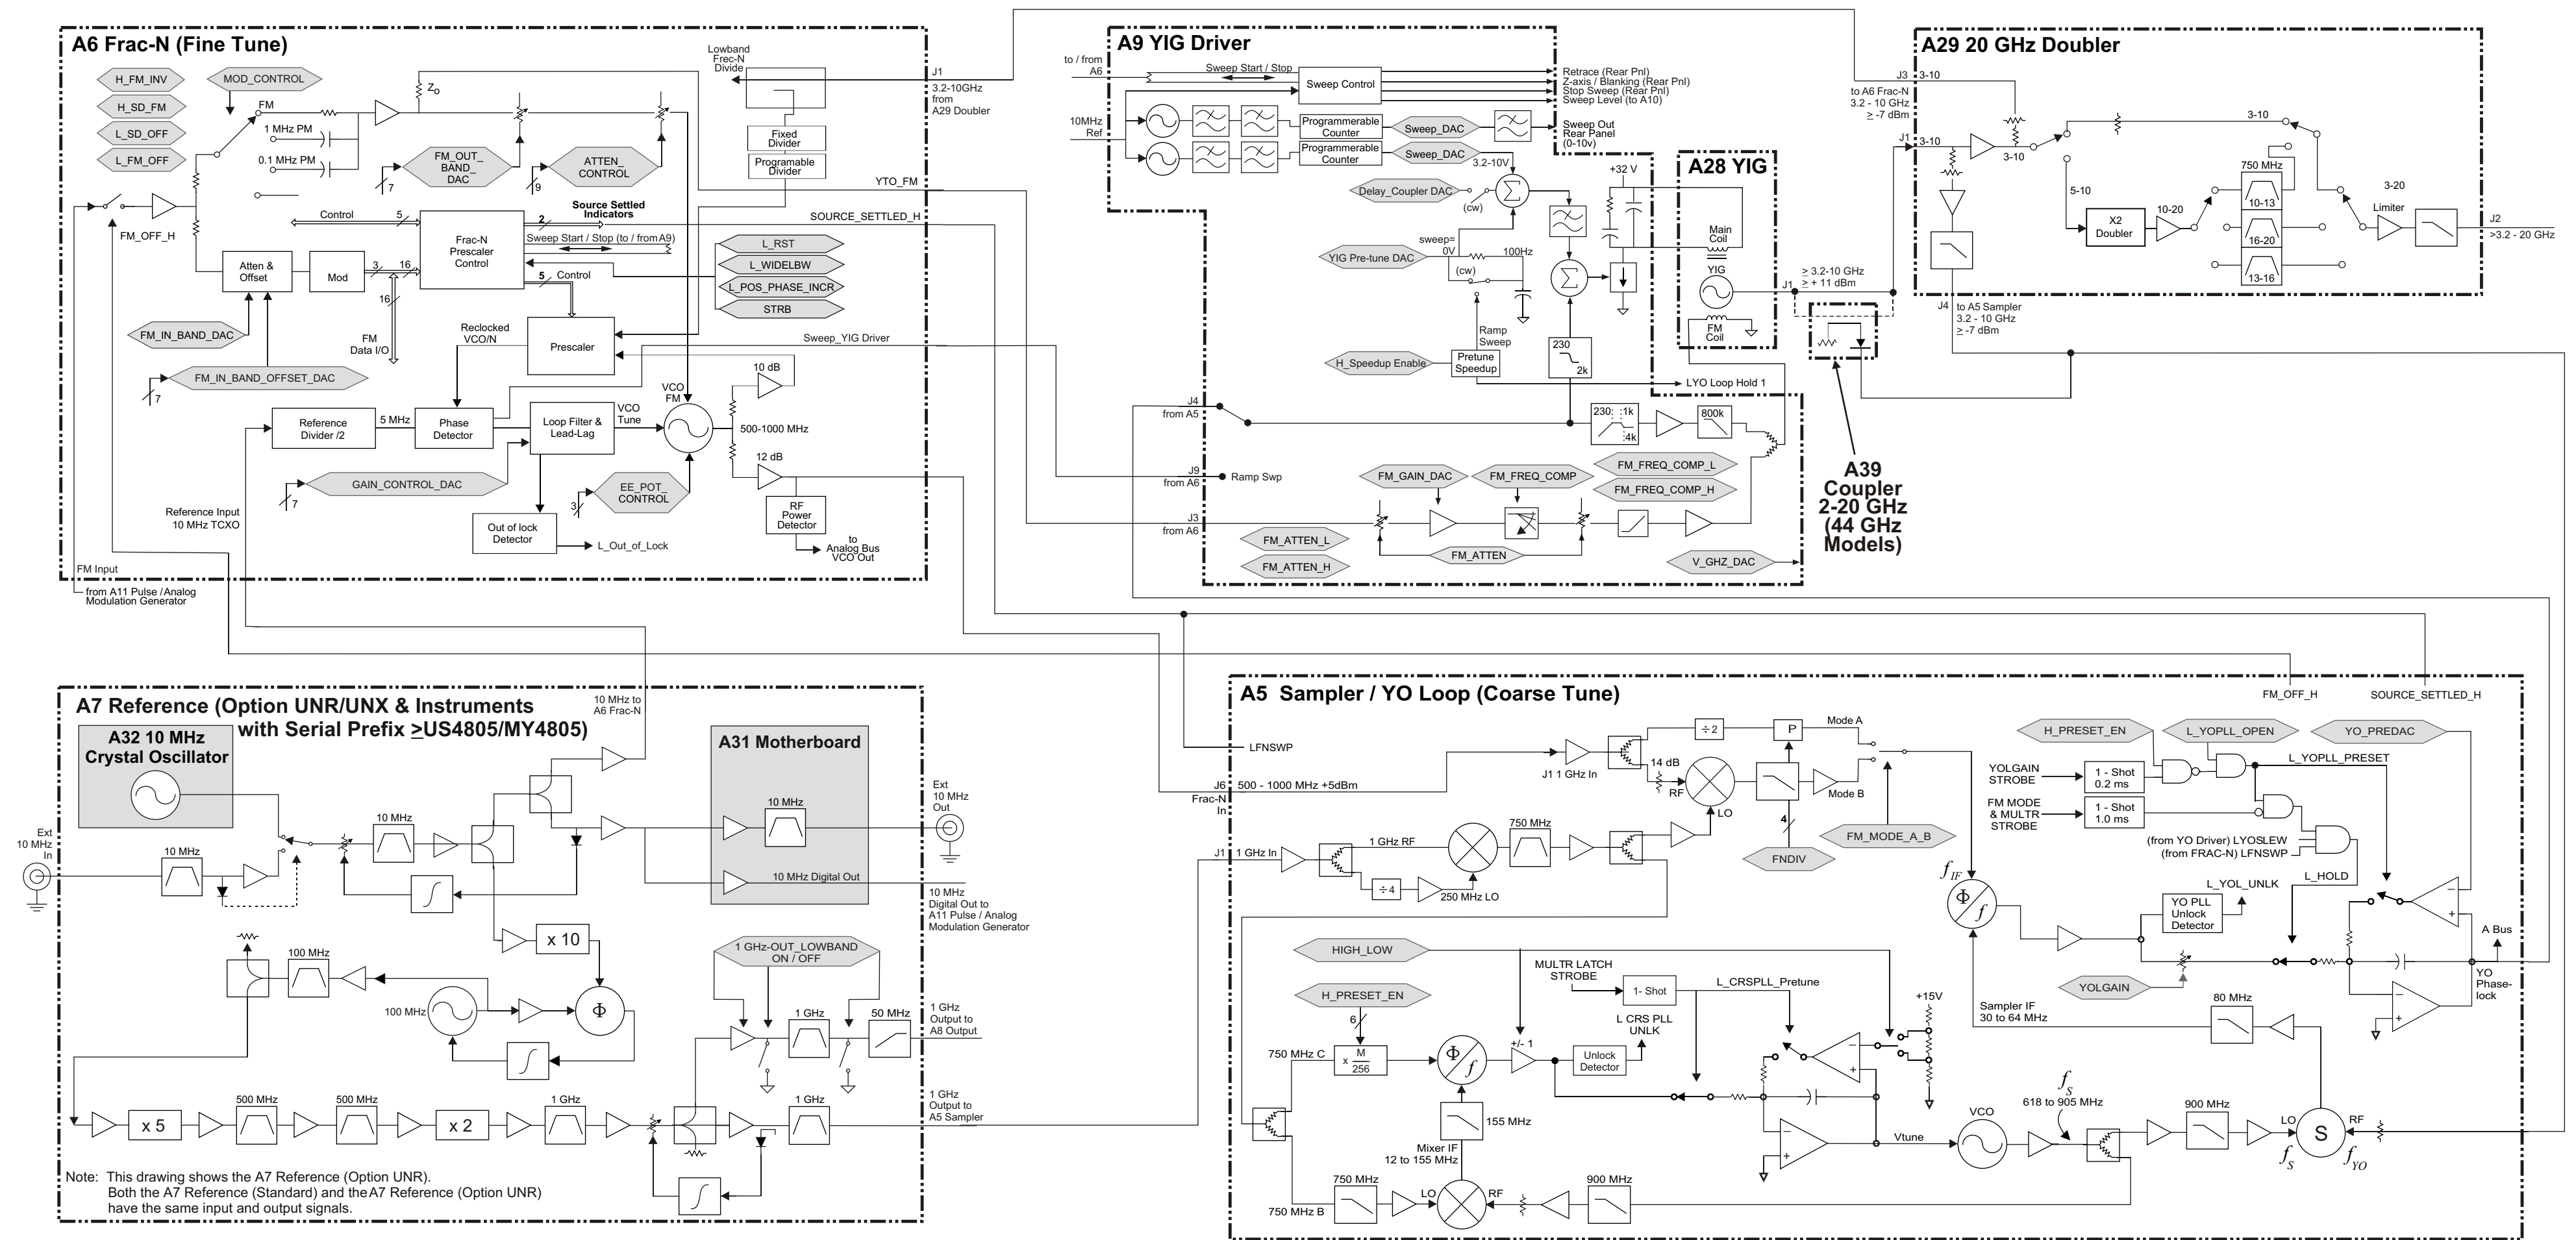 A6 Frac-N (Fine Tune)
H_FM_INV
H_SD_FM
L_SD_OFF
L_FM_OFF
MOD_CONTROL
FM
1 MHz PM
0.1 MHz PM
Zo
FM_OUT_
BAND_
DAC
7
ATTEN_
CONTROL
9
Lowband
Frec-N
Divide
Fixed
Divider
Programable
Divider
J1
3.2-10GHz
from
A29 Doubler
YTO_FM
SOURCE_SETTLED_H
FM_OFF_H
Control
5
Frac-N
Prescaler
Control
2
Source Settled
Indicators
Sweep Start / Stop (to / from A9)
5
Control
L_RST
L_WIDELBW
L_POS_PHASE_INCR
STRB
Atten &
Offset
Mod
3
16
16
FM
Data I/O
FM_IN_BAND_DAC
FM_IN_BAND_OFFSET_DAC
7
Reclocked
VCO/N
Prescaler
Sweep_YIG Driver
10 dB
VCO
FM
Reference
Divider /2
5 MHz
Phase
Detector
Loop Filter &
Lead-Lag
VCO
Tune
500-1000 MHz
12 dB
GAIN_CONTROL_DAC
7
EE_POT_
CONTROL
3
Reference Input
10 MHz TCXO
Out of lock
Detector
L_Out_of_Lock
RF
Power
Detector
to
Analog Bus
VCO Out
FM Input
from A11 Pulse / Analog
Modulation Generator
A9 YIG Driver
to / from
A6
Sweep Start / Stop
Sweep Control
Retrace (Rear Pnl)
Z-axis / Blanking (Rear Pnl)
Stop Sweep (Rear Pnl)
Sweep Level (to A10)
10MHz
Ref
Programmerable
Counter
Sweep_DAC
Sweep Out
Rear Panel
(0-10v)
Programmerable
Counter
Sweep_DAC
3.2-10V
Delay_Coupler DAC
(cw)
Σ
+32 V
sweep=
0V
100Hz
YIG Pre-tune DAC
(cw)
Σ
Ramp
Sweep
230
2k
H_Speedup Enable
Pretune
Speedup
LYO Loop Hold 1
J4
from A5
230: :1k
:4k
800k
J9
from A6
Ramp Swp
FM_GAIN_DAC
FM_FREQ_COMP
FM_FREQ_COMP_L
FM_FREQ_COMP_H
J3
from A6
FM_ATTEN_L
FM_ATTEN_H
FM_ATTEN
V_GHZ_DAC
A28 YIG
Main
Coil
YIG
FM
Coil
J1
≥ 3.2-10 GHz
≥ + 11 dBm
A39
Coupler
2-20 GHz
(44 GHz
Models)
A29 20 GHz Doubler
J3
3-10
to A6 Frac-N
3.2 - 10 GHz
≥ -7 dBm
J1
3-10
3-10
3-10
5-10
X2
Doubler
10-20
750 MHz
10-13
16-20
13-16
3-20
Limiter
J2
>3.2 - 20 GHz
J4
to A5 Sampler
3.2 - 10 GHz
≥ -7 dBm
A7 Reference (Option UNR/UNX & Instruments
with Serial Prefix ≥US4805/MY4805)
10 MHz to
A6 Frac-N
A32 10 MHz
Crystal Oscillator
A31 Motherboard
10 MHz
10 MHz Digital Out
Ext
10 MHz
Out
Ext
10 MHz
In
10 MHz
10 MHz
10 MHz
Digital Out to
A11 Pulse / Analog
Modulation Generator
x 10
100 MHz
100 MHz
Φ
1 GHz-OUT_LOWBAND
ON / OFF
1 GHz
50 MHz
1 GHz
Output to
A8 Output
x 5
500 MHz
500 MHz
x 2
1 GHz
1 GHz
1 GHz
Output to
A5 Sampler
Note: This drawing shows the A7 Reference (Option UNR).
Both the A7 Reference (Standard) and the A7 Reference (Option UNR)
have the same input and output signals.
A5 Sampler / YO Loop (Coarse Tune)
FM_OFF_H
SOURCE_SETTLED_H
LFNSWP
J6
Frac-N
In
500 - 1000 MHz +5dBm
J1 1 GHz In
÷2
P
Mode A
14 dB
RF
LO
Mode B
4
FNDIV
FM_MODE_A_B
J1
1 GHz In
1 GHz RF
÷4
250 MHz LO
750 MHz
H_PRESET_EN
L_YOPLL_OPEN
YO_PREDAC
YOLGAIN
STROBE
1 - Shot
0.2 ms
L_YOPLL_PRESET
FM MODE
& MULTR
STROBE
1 - Shot
1.0 ms
(from YO Driver) LYOSLEW
(from FRAC-N) LFNSWP
L_HOLD
fIF
Φ
f
L_YOL_UNLK
YO PLL
Unlock
Detector
A Bus
YO
Phase-
lock
YOLGAIN
Sampler IF
30 to 64 MHz
80 MHz
HIGH_LOW
H_PRESET_EN
6
MULTR LATCH
STROBE
1- Shot
L_CRSPLL_Pretune
L CRS PLL
UNLK
+15V
750 MHz C
x M
256
Φ
f
+/- 1
Unlock
Detector
155 MHz
Mixer IF
12 to 155 MHz
Vtune
VCO
fS
618 to 905 MHz
900 MHz
LO
fS
S
RF
fYO
750 MHz B
750 MHz
LO
RF
900 MHz